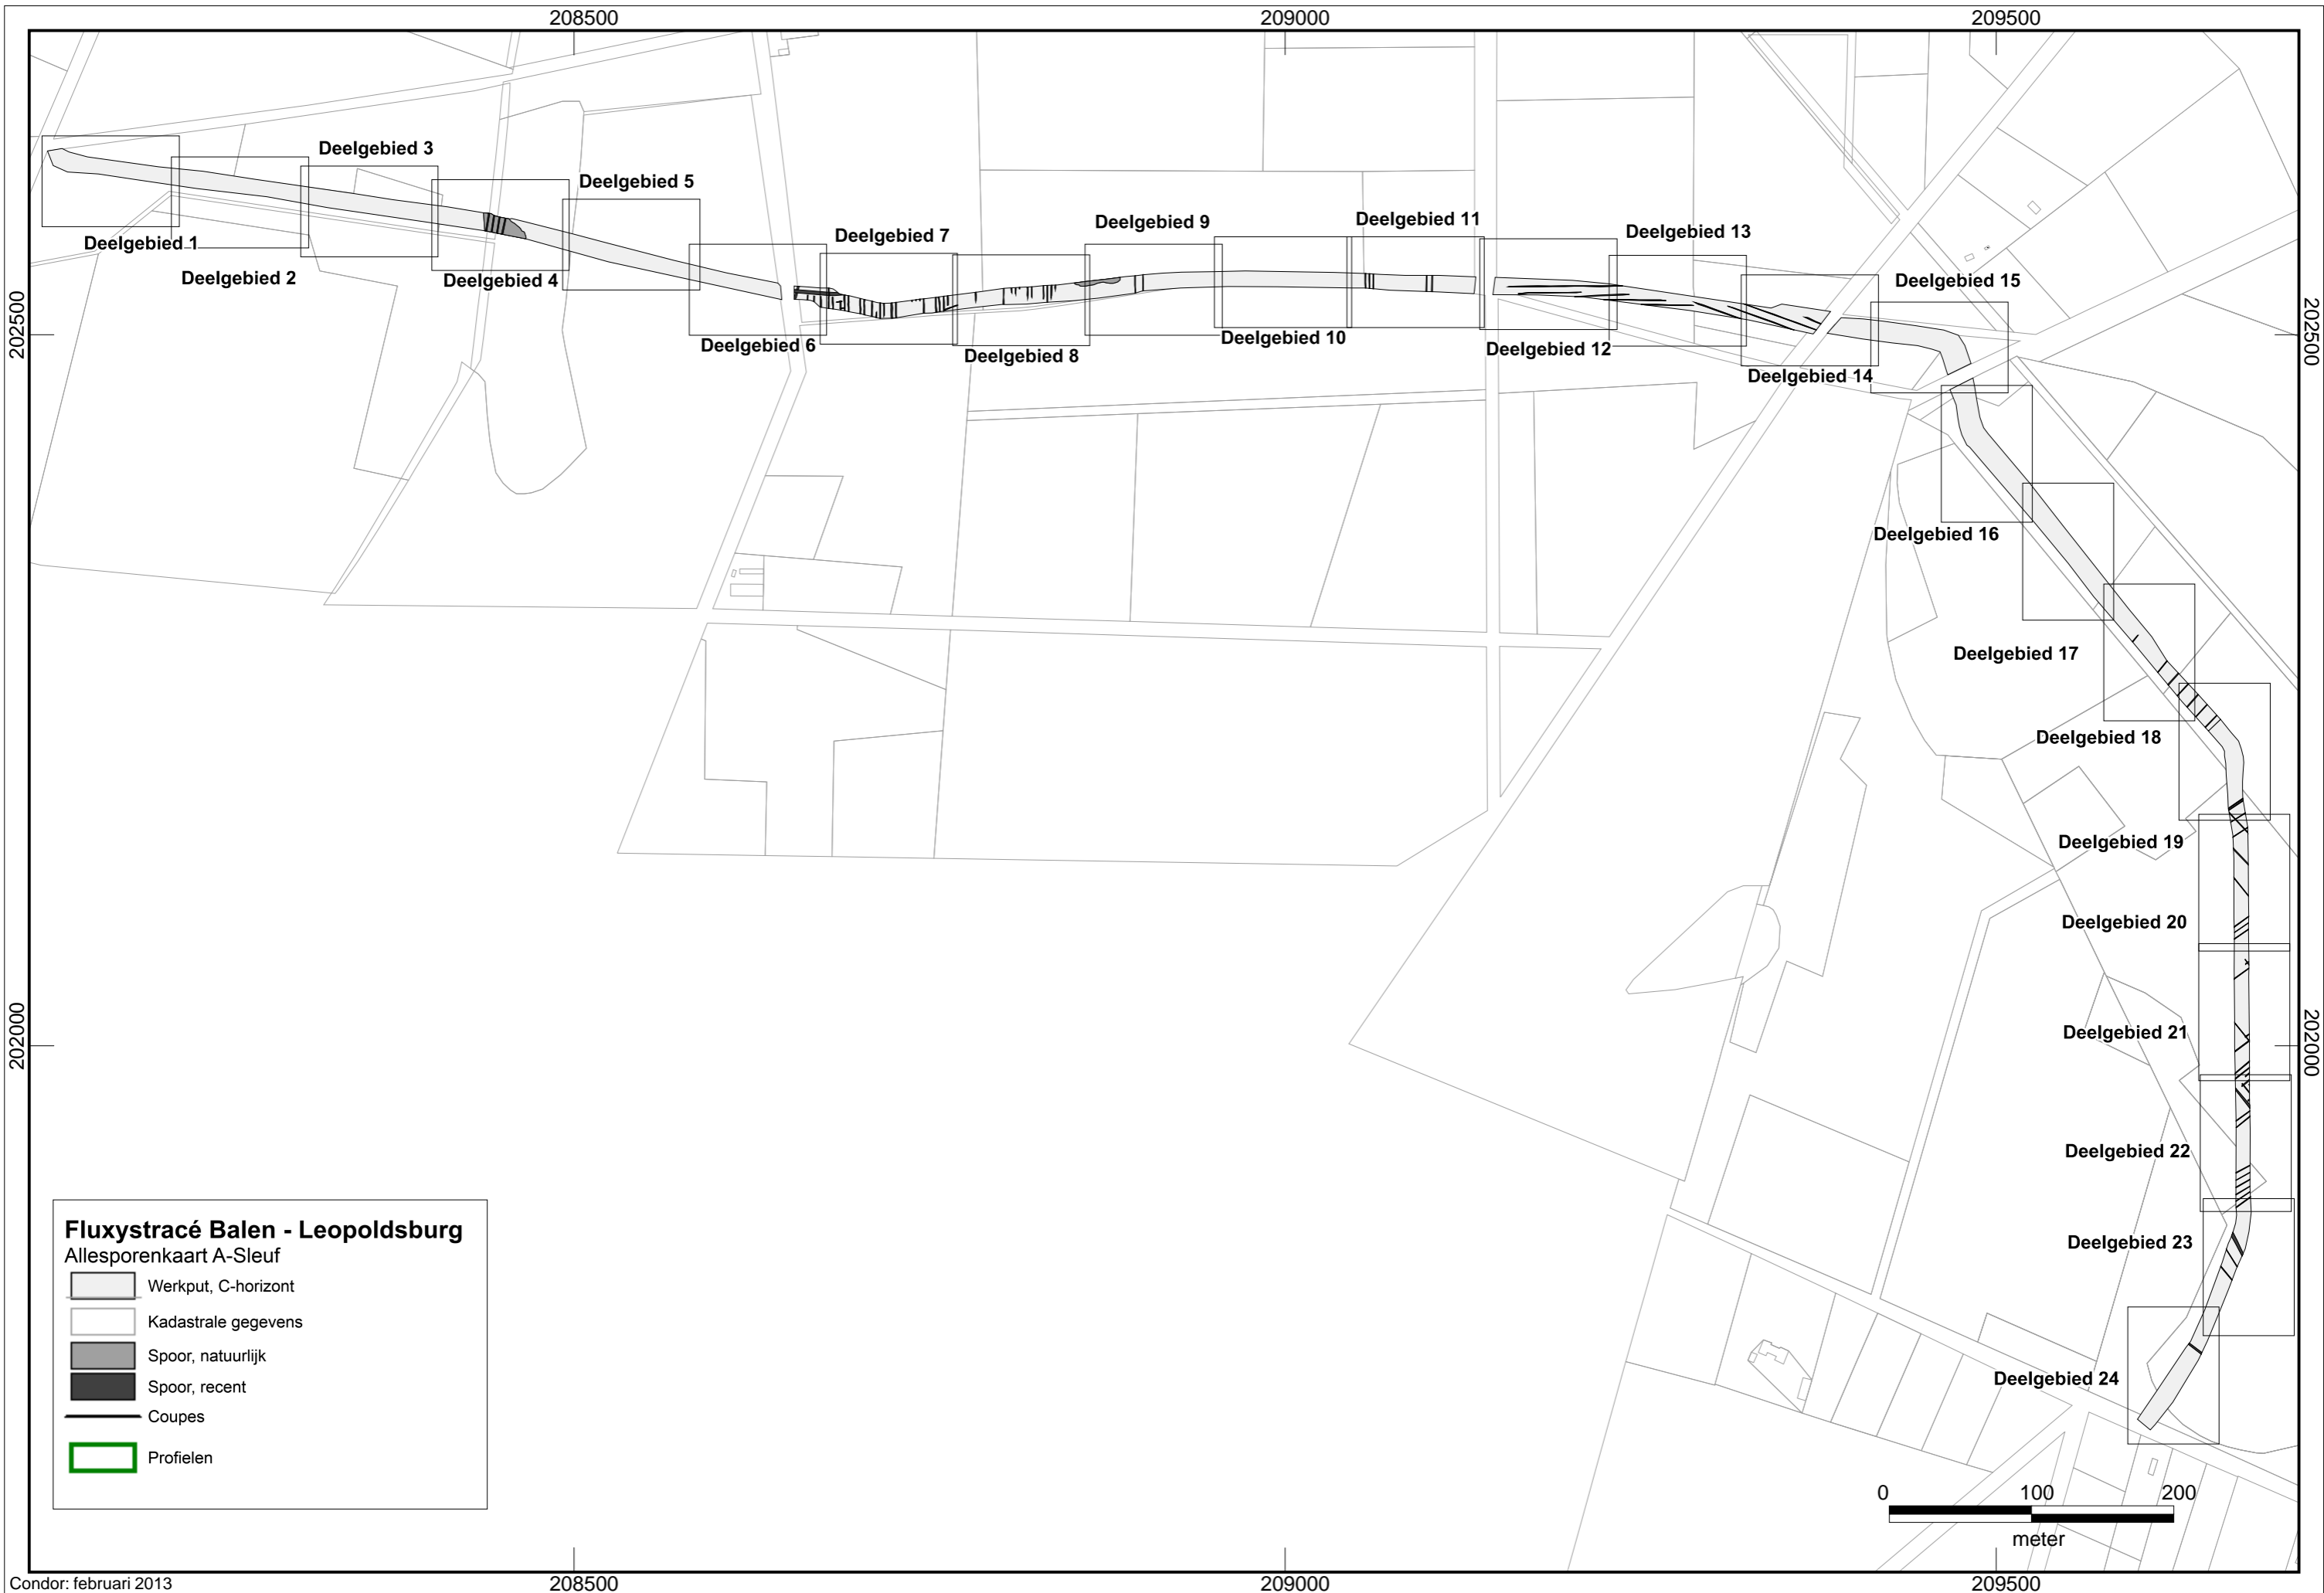 208500
209000
209500
Deelgebied 3
Deelgebied 5
Deelgebied 1
Deelgebied 2
Deelgebied 4
Deelgebied 7
Deelgebied 9
Deelgebied 11
Deelgebied 13
Deelgebied 15
202500
202500
Deelgebied 6
Deelgebied 8
Deelgebied 10
Deelgebied 12
Deelgebied 14
Deelgebied 16
Deelgebied 17
Deelgebied 18
Deelgebied 19
Deelgebied 20
202000
Deelgebied 21
202000
Deelgebied 22
Deelgebied 23
Deelgebied 24
Fluxystracé Balen - Leopoldsburg
Allesporenkaart A-Sleuf
Werkput, C-horizont
Kadastrale gegevens
Spoor, natuurlijk
Spoor, recent
Coupes
Profielen
0 100 200
meter
Condor: februari 2013
208500
209000
209500